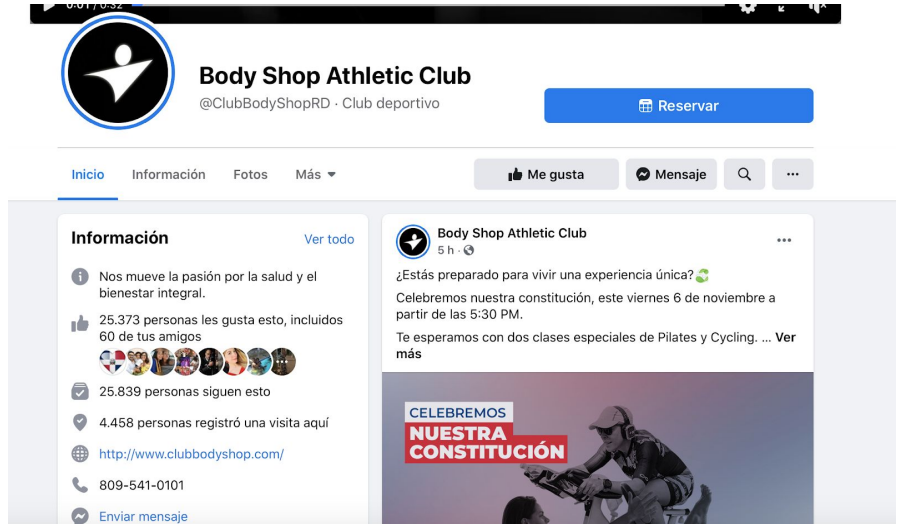 0:01 / 0:32
Body Shop Athletic Club
@ClubBodyShopRD · Club deportivo
Reservar
Inicio
Información
Fotos
Más
Me gusta
Mensaje
Información
Ver todo
Nos mueve la pasión por la salud y el
bienestar integral.
25.373 personas les gusta esto, incluidos
60 de tus amigos
25.839 personas siguen esto
4.458 personas registró una visita aquí
http://www.clubbodyshop.com/
809-541-0101
Enviar mensaje
Body Shop Athletic Club
5 h ·
¿Estás preparado para vivir una experiencia única?
Celebremos nuestra constitución, este viernes 6 de noviembre a
partir de las 5:30 PM.
Te esperamos con dos clases especiales de Pilates y Cycling. ... Ver
más
CELEBREMOS
NUESTRA
CONSTITUCIÓN